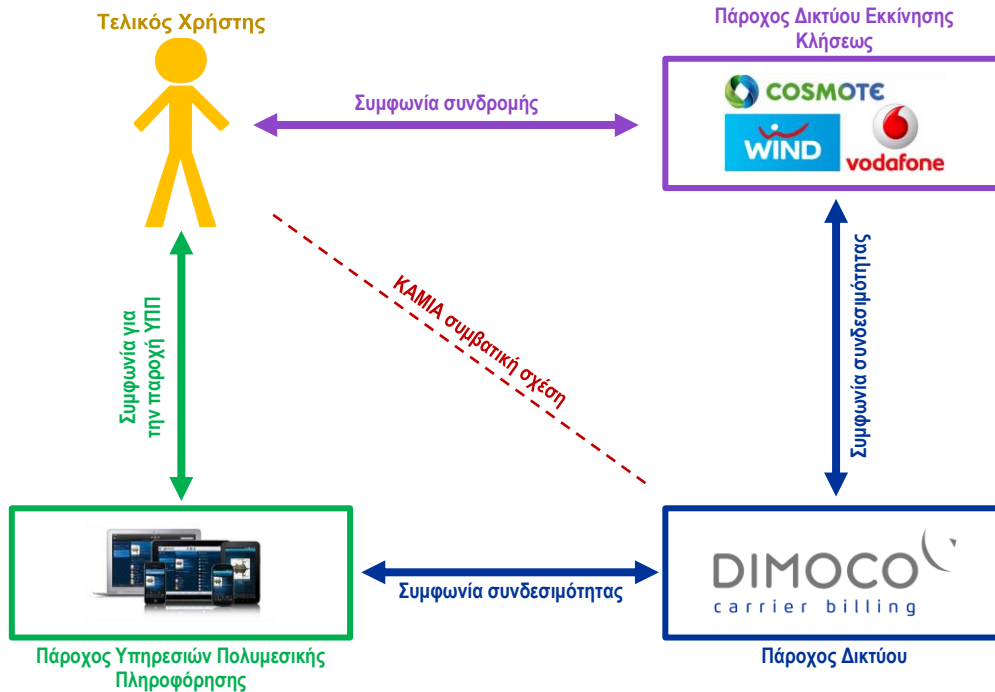 Τελικός Χρήστης
Πάροχος Δικτύου Εκκίνησης
Κλήσεως
Συμφωνία συνδρομής
COSMOTE
WIND
vodafone
Συμφωνία για
την παροχή ΥΠΠ
ΚΑΜΙΑ συμβατική σχέση
Συμφωνία συνδεσιμότητας
Συμφωνία συνδεσιμότητας
DIMOCO
carrier billing
Πάροχος Υπηρεσιών Πολυμεσικής
Πληροφόρησης
Πάροχος Δικτύου